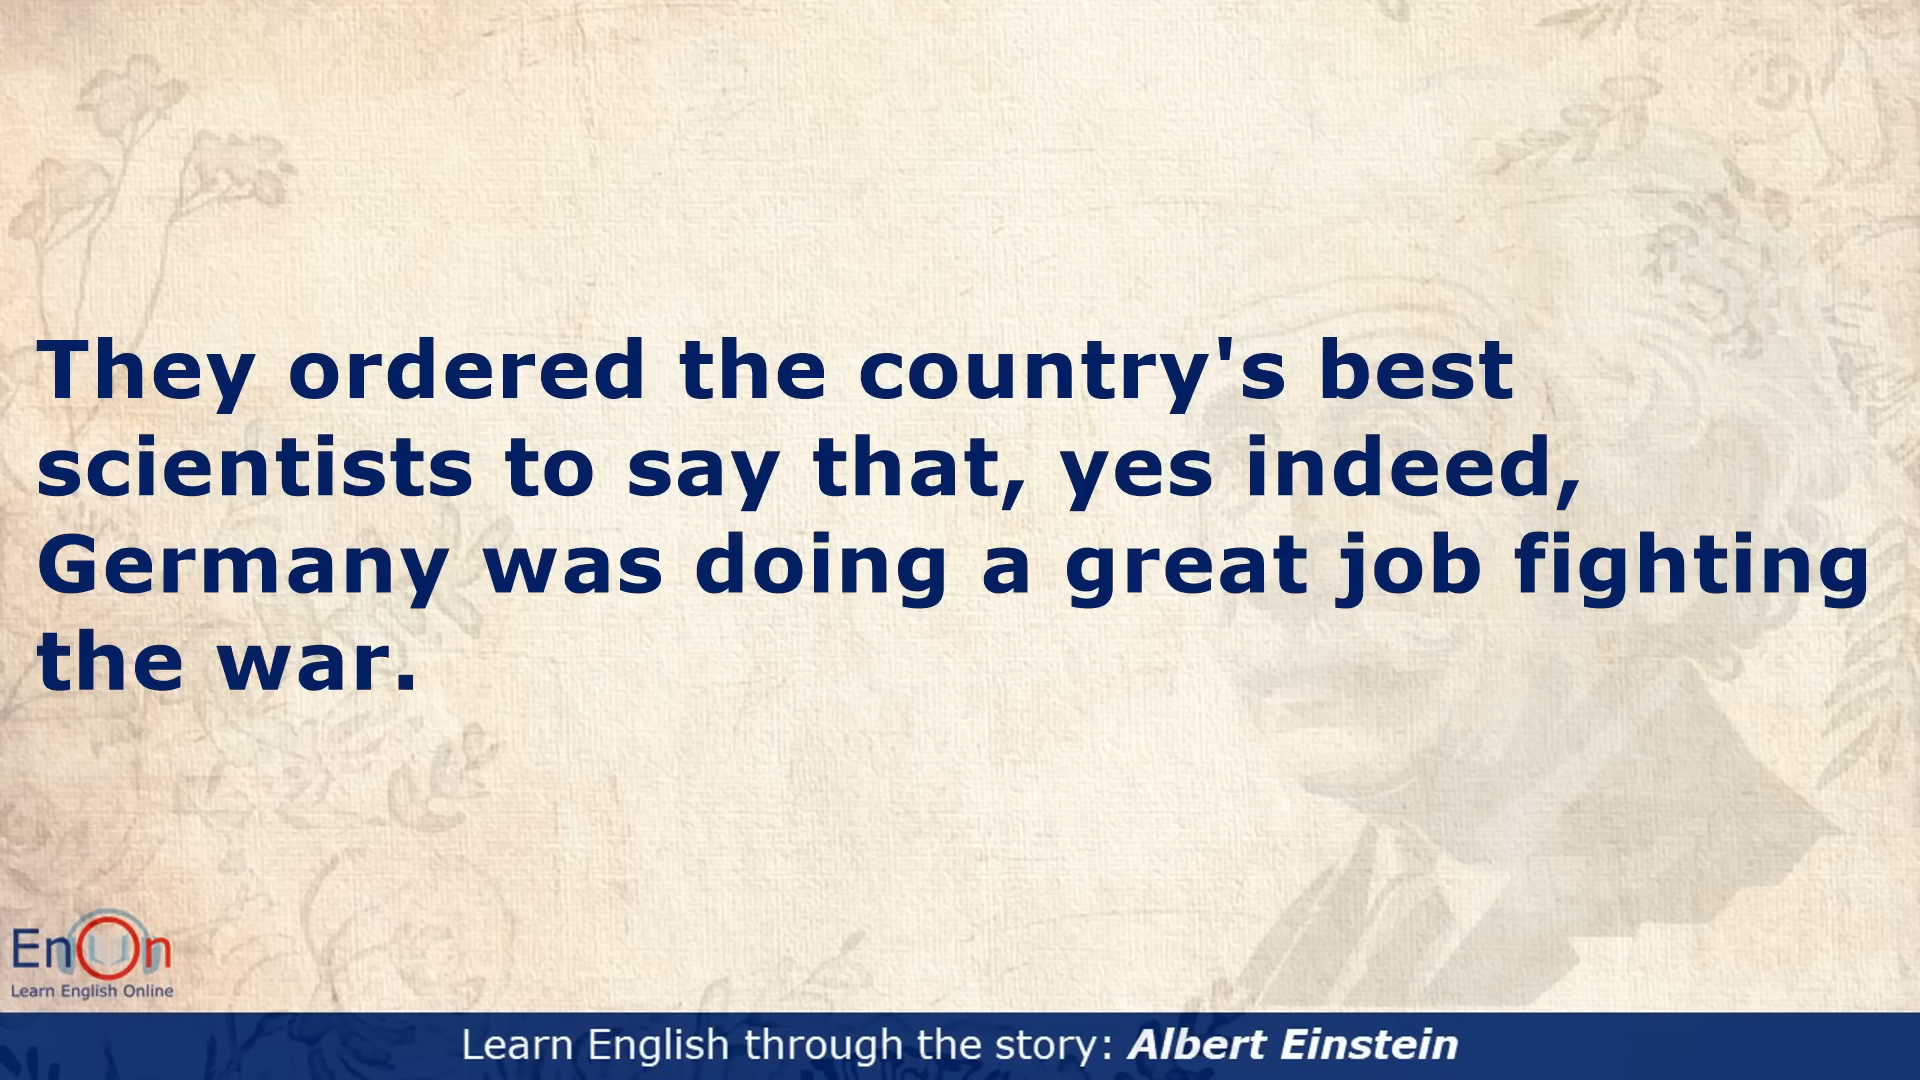 They ordered the country's best
scientists to say that, yes indeed,
Germany was doing a great job fighting
the war.
EnOn
Learn English Online
Learn English through the story: Albert Einstein